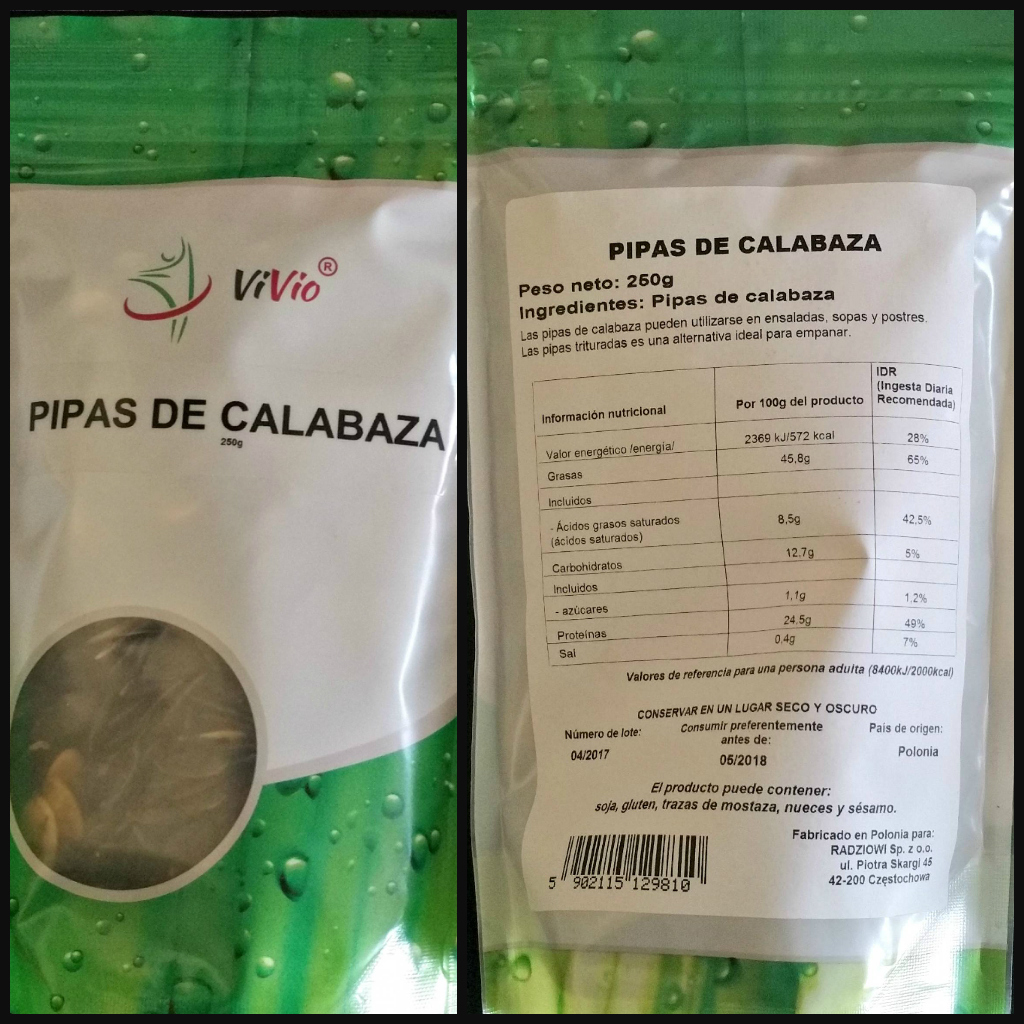 ViVio®
PIPAS DE CALABAZA
250g
PIPAS DE CALABAZA
Peso neto: 250g
Ingredientes: Pipas de calabaza
Las pipas de calabaza pueden utilizarse en ensaladas, sopas y postres.
Las pipas trituradas es una alternativa ideal para empanar.
Información nutricional Por 100g del producto IDR (Ingesta Diaria Recomendada)
Valor energético /energía/ 2369 kJ/572 kcal 28%
Grasas 45,8g 65%
Incluidos
- Ácidos grasos saturados (ácidos saturados) 8,5g 42,5%
Carbohidratos 12,7g 5%
Incluidos
- azúcares 1,1g 1,2%
Proteínas 24,5g 49%
Sal 0,4g 7%
Valores de referencia para una persona adulta (8400kJ/2000kcal)
CONSERVAR EN UN LUGAR SECO Y OSCURO
Número de lote:
04/2017
Consumir preferentemente
antes de:
05/2018
Pais de origen:
Polonia
El producto puede contener:
soja, gluten, trazas de mostaza, nueces y sésamo.
5 902115 129810
Fabricado en Polonia para:
RADZIOWI Sp. z o.o.
ul. Piotra Skargi 45
42-200 Częstochowa